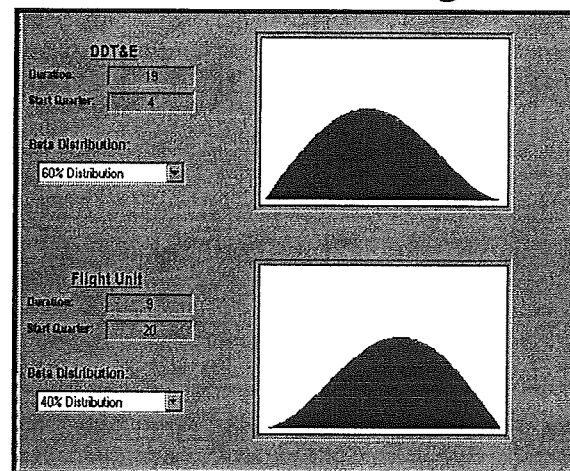 DDT&E
Duration: 19
Start Quarter: 4
Beta Distribution:
60% Distribution
Flight Unit
Duration: 9
Start Quarter: 20
Beta Distribution:
40% Distribution